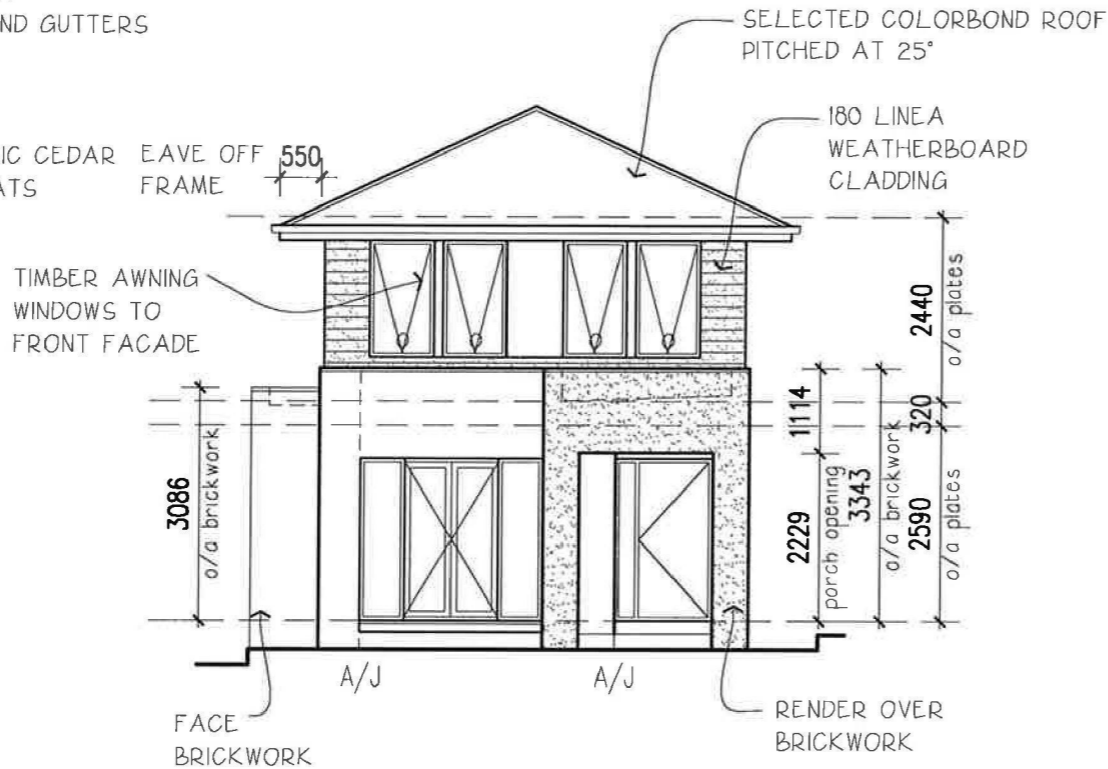 ND GUTTERS
SELECTED COLORBOND ROOF
PITCHED AT 25°
180 LINEA
WEATHERBOARD
CLADDING
IC CEDAR
ATS
EAVE OFF
FRAME
550
TIMBER AWNING
WINDOWS TO
FRONT FACADE
2440
o/a plates
320
2590
o/a plates
1114
2229
porch opening
3343
o/a brickwork
3086
o/a brickwork
A/J
A/J
FACE
BRICKWORK
RENDER OVER
BRICKWORK